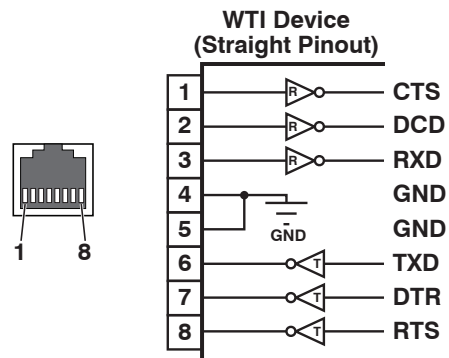 WTI Device
(Straight Pinout)
1 R CTS
2 R DCD
3 R RXD
4 GND
5 GND GND
6 T TXD
7 T DTR
8 T RTS
1 8